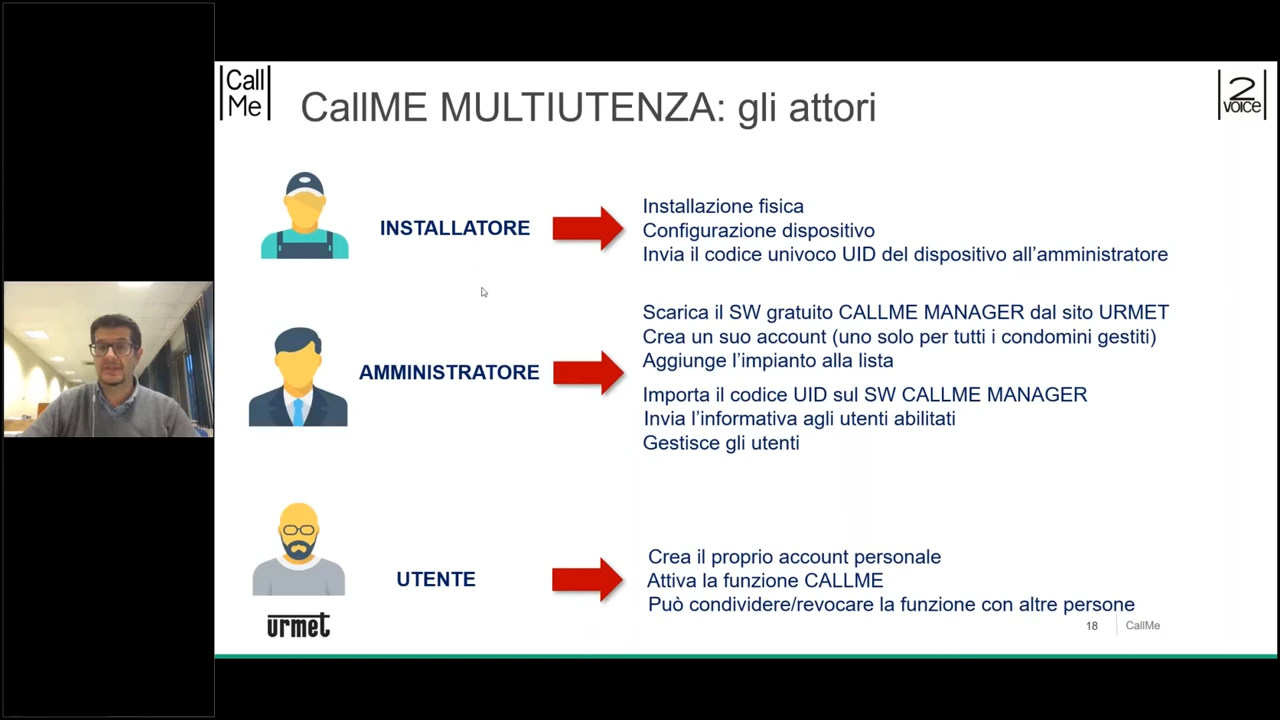 Call
Me
CallME MULTIUTENZA: gli attori
2
VOICE
INSTALLATORE
Installazione fisica
Configurazione dispositivo
Invia il codice univoco UID del dispositivo all'amministratore
AMMINISTRATORE
Scarica il SW gratuito CALLME MANAGER dal sito URMET
Crea un suo account (uno solo per tutti i condomini gestiti)
Aggiunge l'impianto alla lista
Importa il codice UID sul SW CALLME MANAGER
Invia l'informativa agli utenti abilitati
Gestisce gli utenti
UTENTE
Crea il proprio account personale
Attiva la funzione CALLME
Può condividere/revocare la funzione con altre persone
urmet
18
CallMe